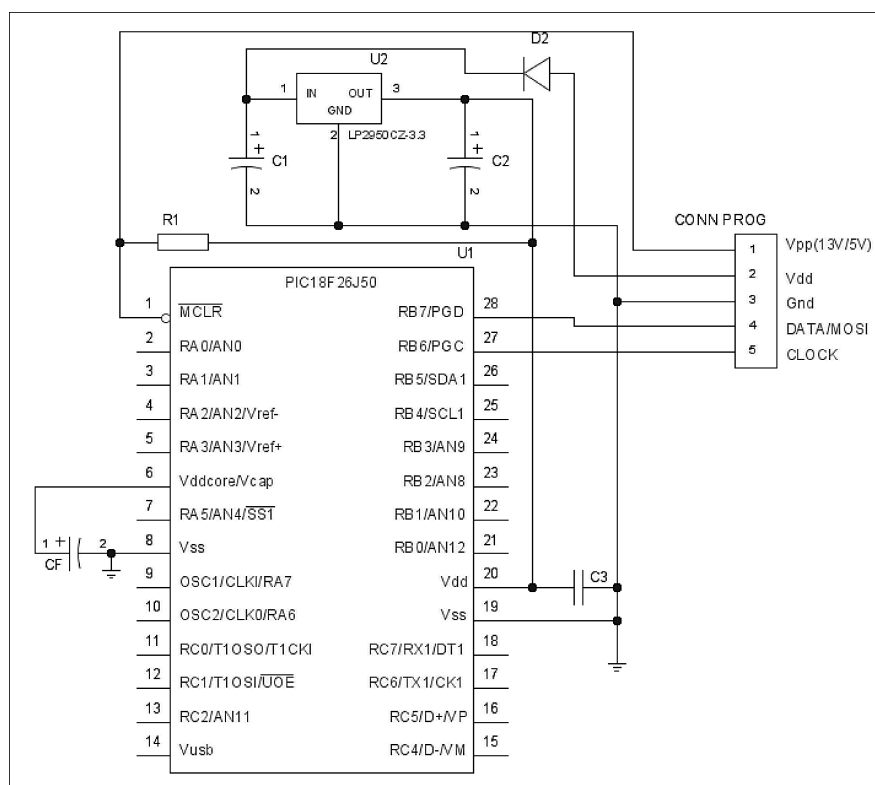 D2
U2
1 IN OUT 3
GND
2 LP2950CZ-3.3
1 + C1 2
1 + C2 2
R1
CONN PROG
1 Vpp(13V/5V)
2 Vdd
3 Gnd
4 DATA/MOSI
5 CLOCK
U1
PIC18F26J50
1 MCLR RB7/PGD 28
2 RA0/AN0 RB6/PGC 27
3 RA1/AN1 RB5/SDA1 26
4 RA2/AN2/Vref- RB4/SCL1 25
5 RA3/AN3/Vref+ RB3/AN9 24
6 Vddcore/Vcap RB2/AN8 23
7 RA5/AN4/SS1 RB1/AN10 22
8 Vss RB0/AN12 21
9 OSC1/CLKI/RA7 Vdd 20
10 OSC2/CLK0/RA6 Vss 19
11 RC0/T1OSO/T1CKI RC7/RX1/DT1 18
12 RC1/T1OSI/UOE RC6/TX1/CK1 17
13 RC2/AN11 RC5/D+/VP 16
14 Vusb RC4/D-/VM 15
1 + 2
CF
C3